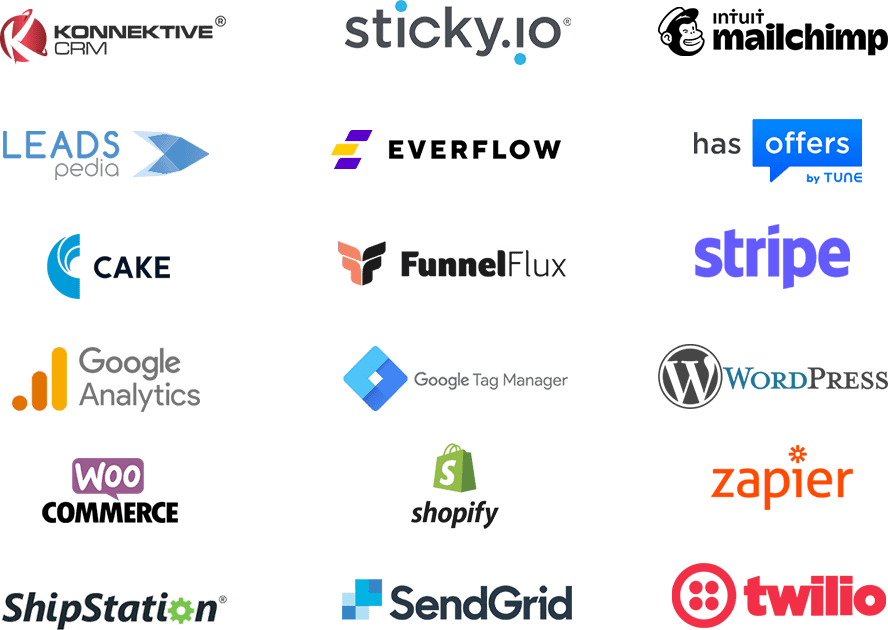 KONNEKTIVE®
CRM
sticky.io®
intuit
mailchimp
LEADS
pedia
EVERFLOW
has offers
by TUNE
CAKE
FunnelFlux
stripe
Google
Analytics
Google Tag Manager
W WORDPRESS
WOO
COMMERCE
S
shopify
zapier
ShipStation®
SendGrid
twilio